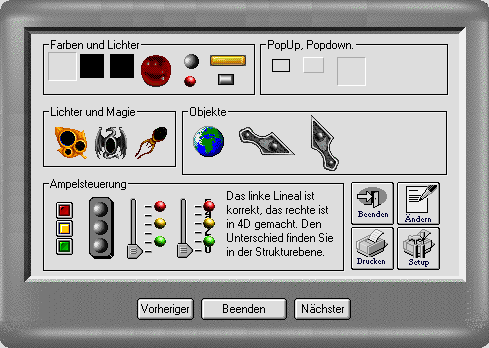 Farben und Lichter
PopUp, Popdown.
Lichter und Magie
Objekte
Ampelsteuerung
Das linke Lineal ist
korrekt, das rechte ist
in 4D gemacht. Den
Unterschied finden Sie
in der Strukturebene.
Beenden
Ändern
Drucken
Setup
Vorheriger
Beenden
Nächster